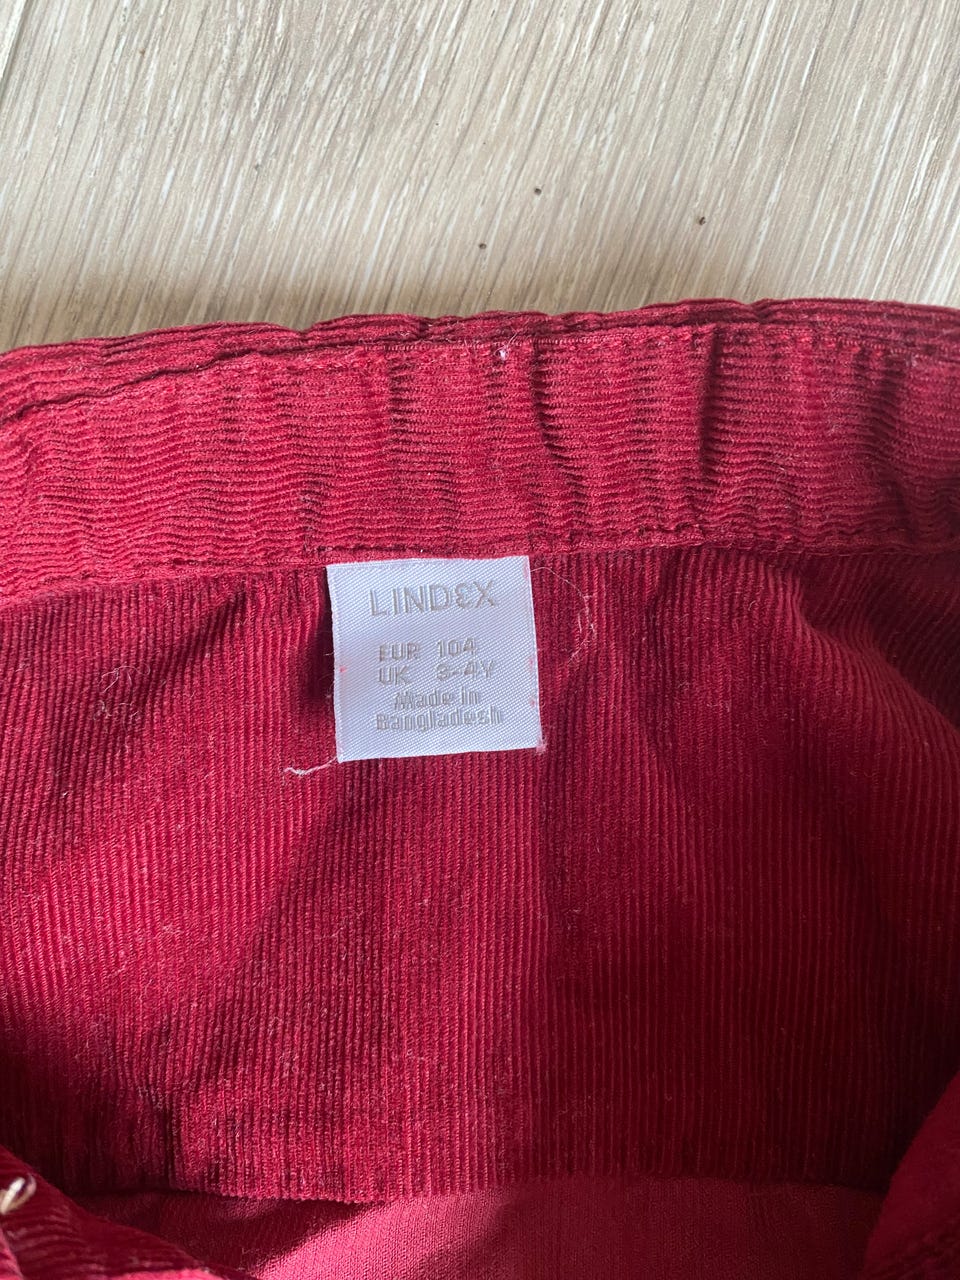 LINDEX
EUR 104
UK 3-4Y
Made in
Bangladesh